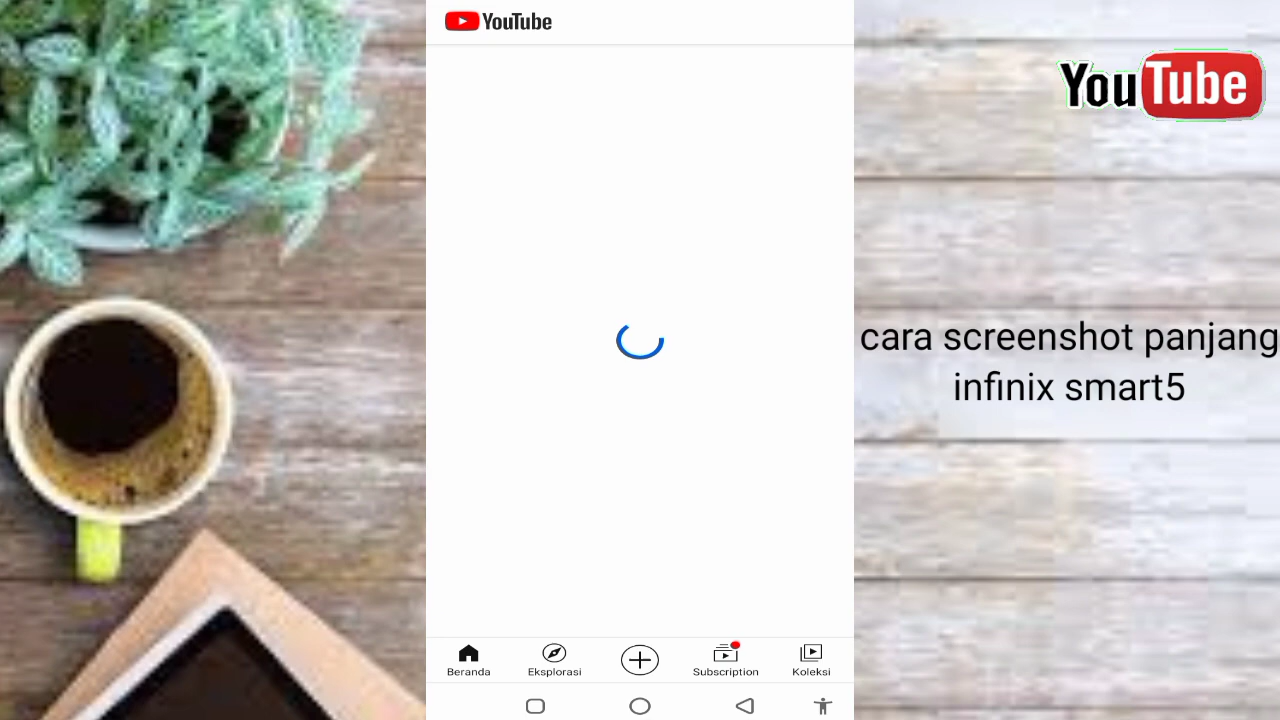 YouTube
YouTube
cara screenshot panjang
infinix smart5
Beranda
Eksplorasi
Subscription
Koleksi